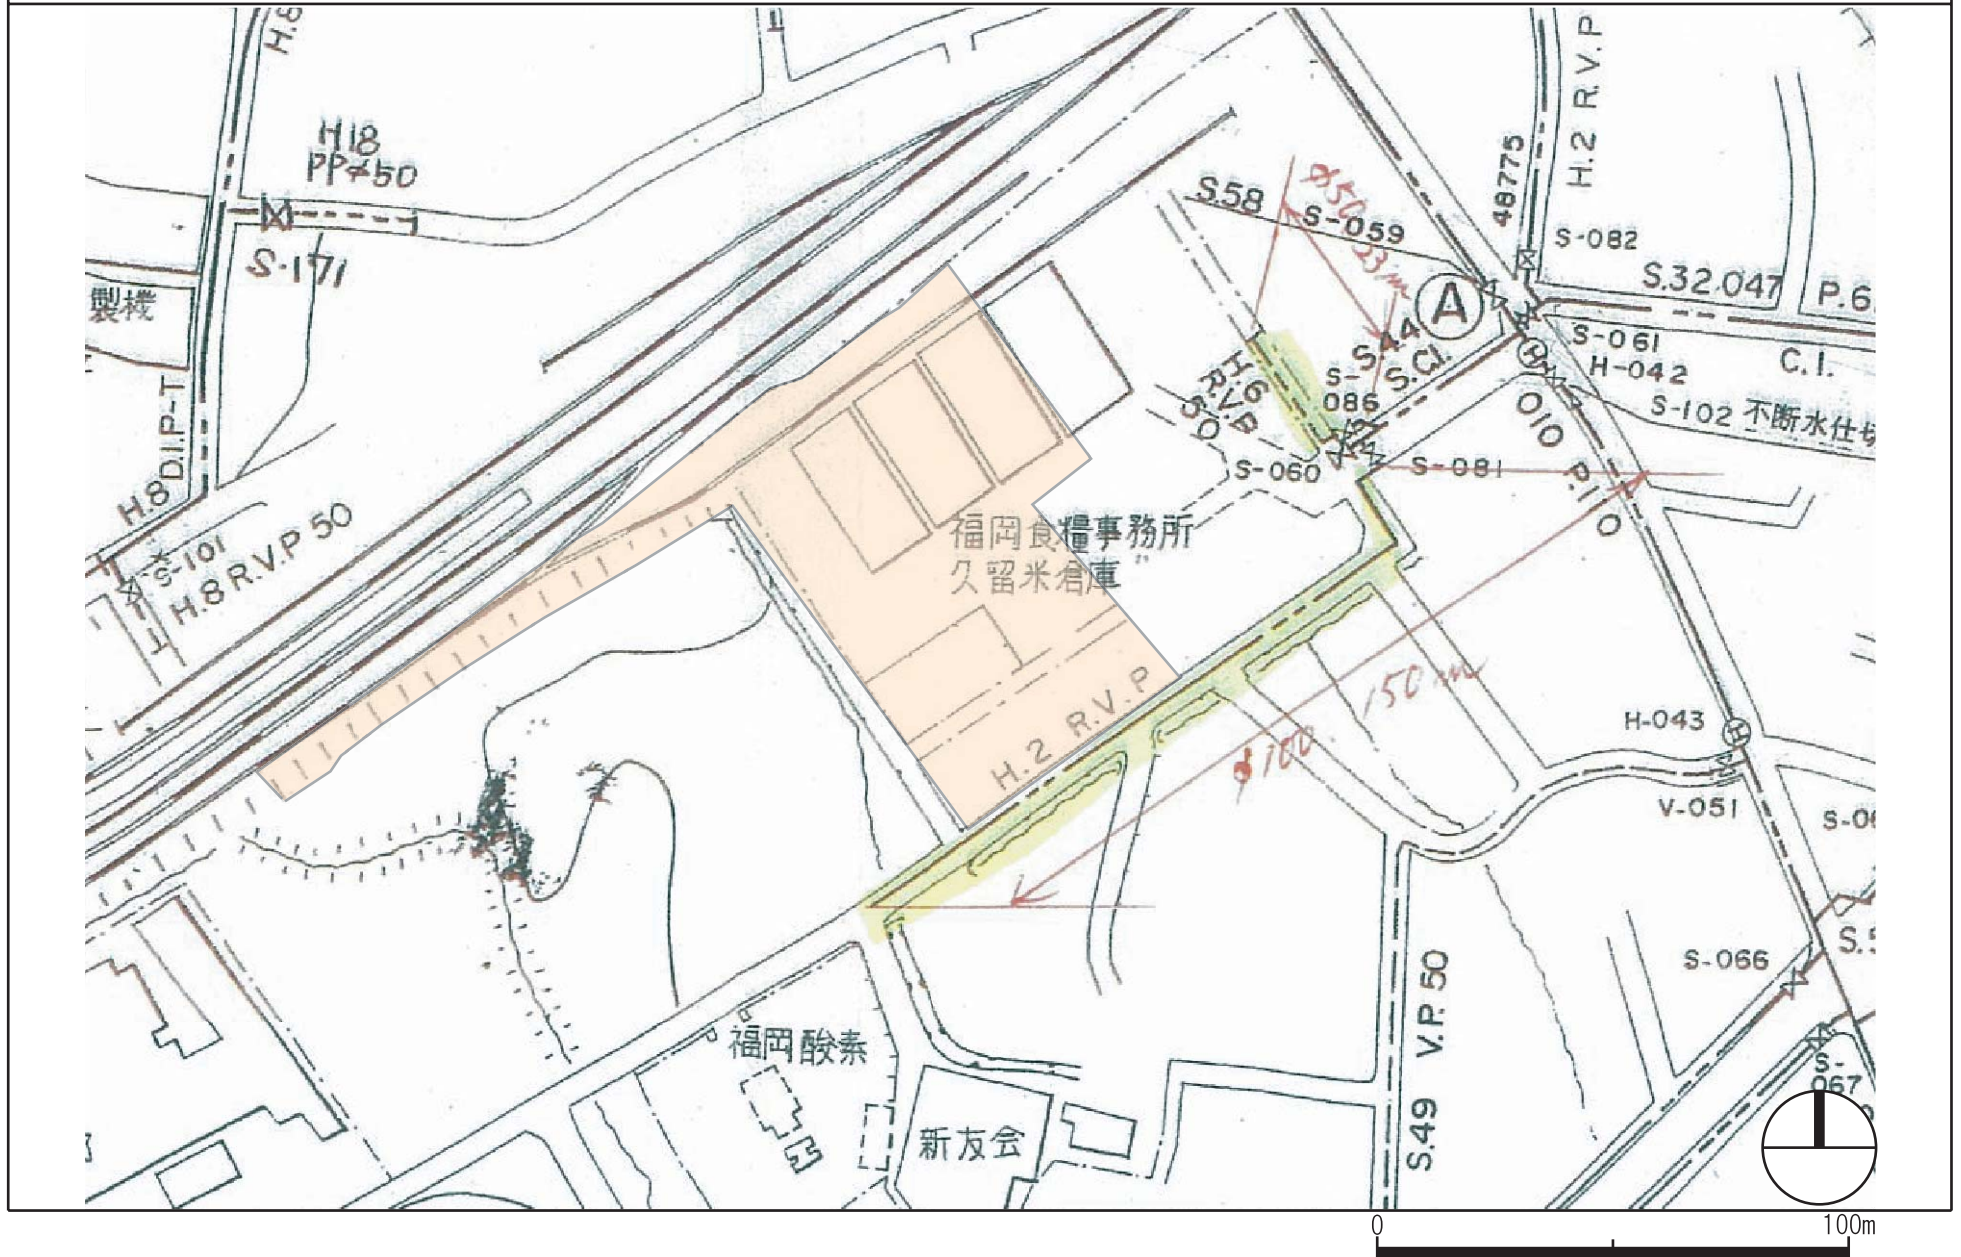 H.8
H18
PP⌀50
S-171
製機
H.8 D.I.P-T
S-101
H.8 R.V.P 50
S.58
S-059
φ50
23m
A
48775
H.2 R.V.P
S-082
S.32.047
P.6
S-061
H-042
C.I.
S-102 不断水仕切
S.44
S.C.I.
S-
086
H.6
R.V.P
50
S-060
S-081
010 P.10
福岡食糧事務所
久留米倉庫
H.2 R.V.P
150m
φ100
H-043
V-051
S-066
S-
067
S.49 V.P. 50
福岡酸素
新友会
0
100m